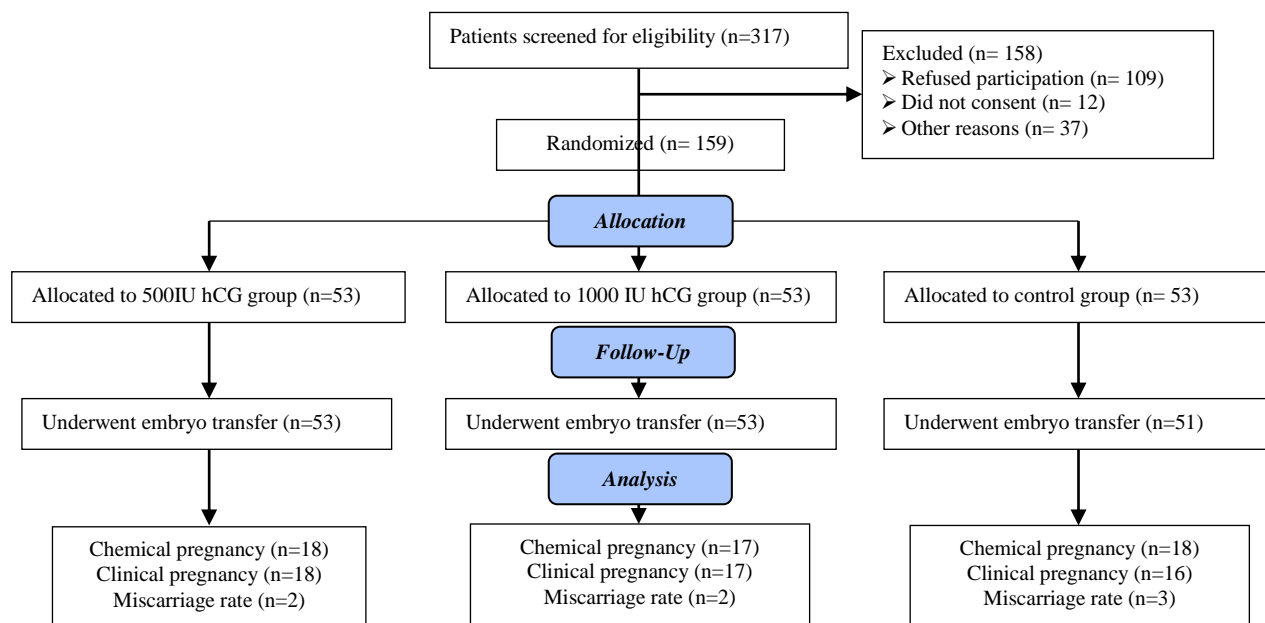 Patients screened for eligibility (n=317)
Excluded (n= 158)
➢ Refused participation (n= 109)
➢ Did not consent (n= 12)
➢ Other reasons (n= 37)
Randomized (n= 159)
Allocation
Allocated to 500IU hCG group (n=53)
Allocated to 1000 IU hCG group (n=53)
Allocated to control group (n= 53)
Follow-Up
Underwent embryo transfer (n=53)
Underwent embryo transfer (n=53)
Underwent embryo transfer (n=51)
Analysis
Chemical pregnancy (n=18)
Clinical pregnancy (n=18)
Miscarriage rate (n=2)
Chemical pregnancy (n=17)
Clinical pregnancy (n=17)
Miscarriage rate (n=2)
Chemical pregnancy (n=18)
Clinical pregnancy (n=16)
Miscarriage rate (n=3)